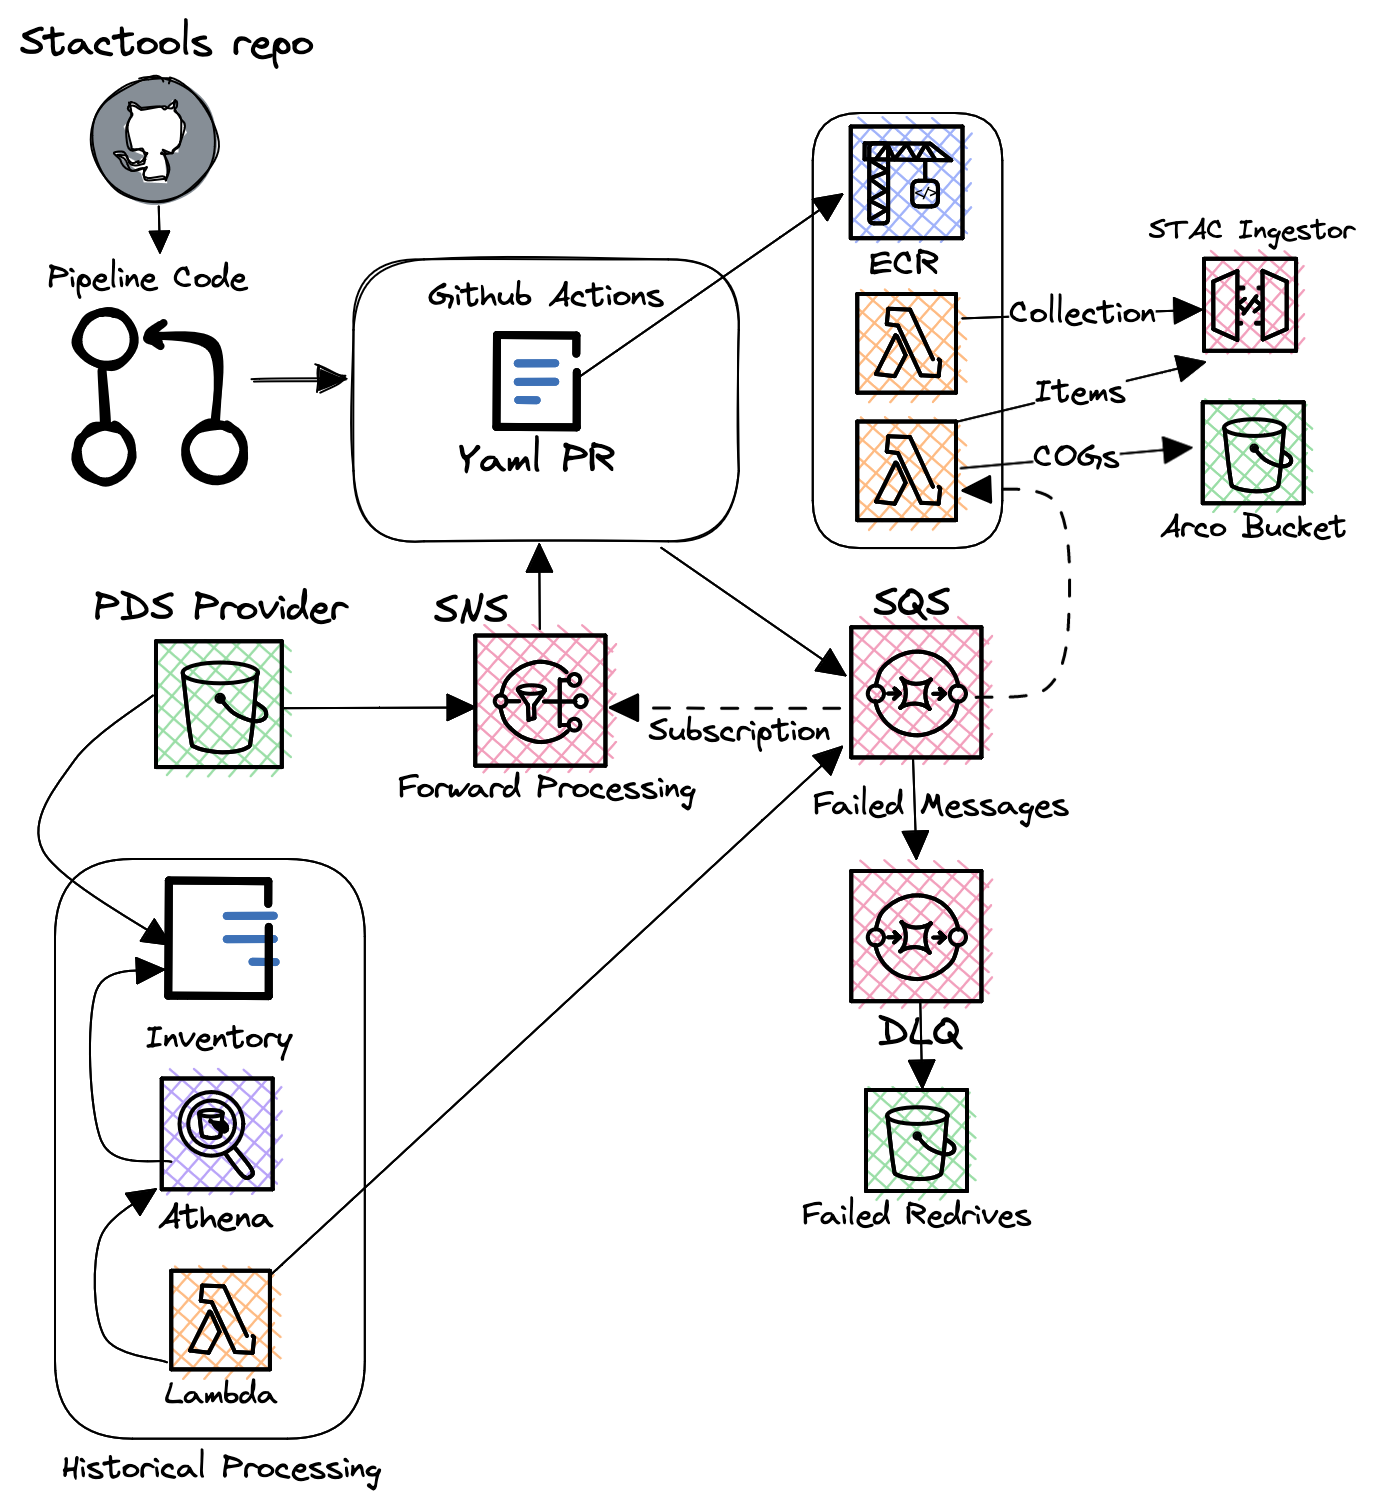 Stactools repo
Pipeline Code
Github Actions
Yaml PR
ECR
</>
STAC Ingestor
</>
Collection
Items
COGs
Arco Bucket
PDS Provider
SNS
SQS
Subscription
Forward Processing
Failed Messages
Inventory
DLQ
Athena
Failed Redrives
Lambda
Historical Processing